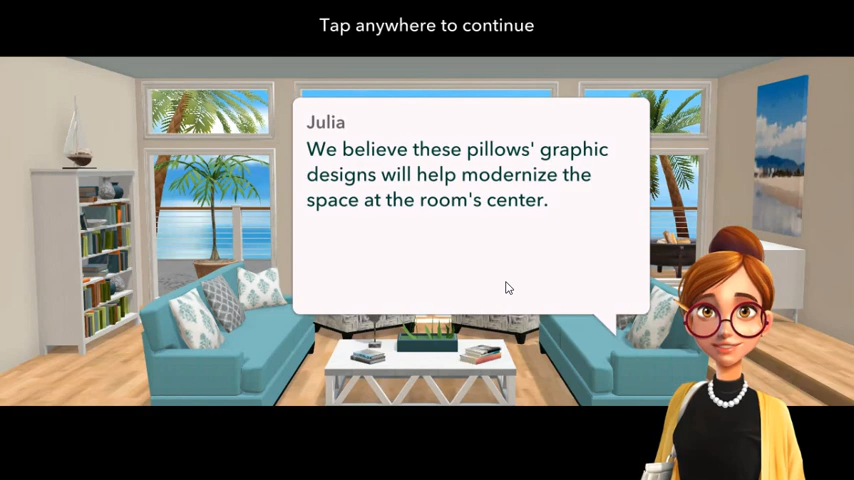 Tap anywhere to continue
Julia
We believe these pillows' graphic
designs will help modernize the
space at the room's center.